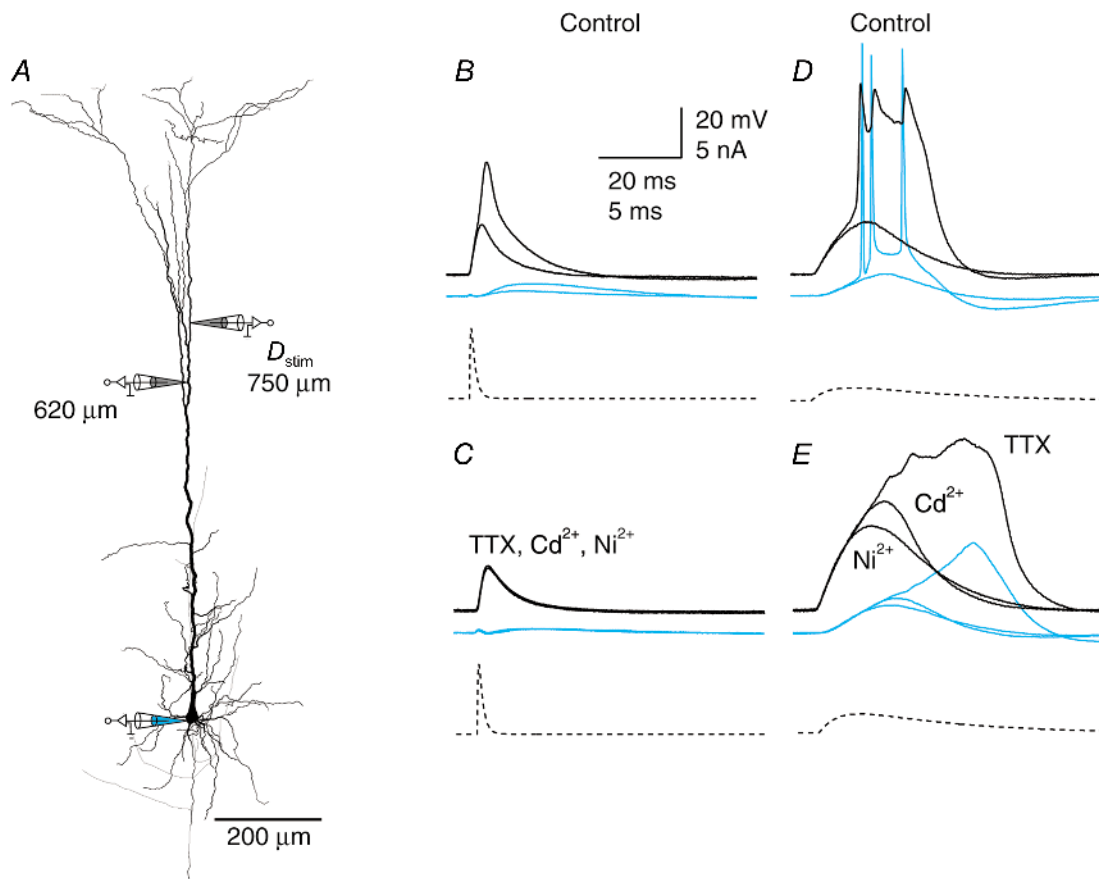 Control
Control
A
B
D
20 mV
5 nA
20 ms
5 ms
Dstim
750 μm
620 μm
C
E
TTX
Cd²⁺
TTX, Cd²⁺, Ni²⁺
Ni²⁺
200 μm